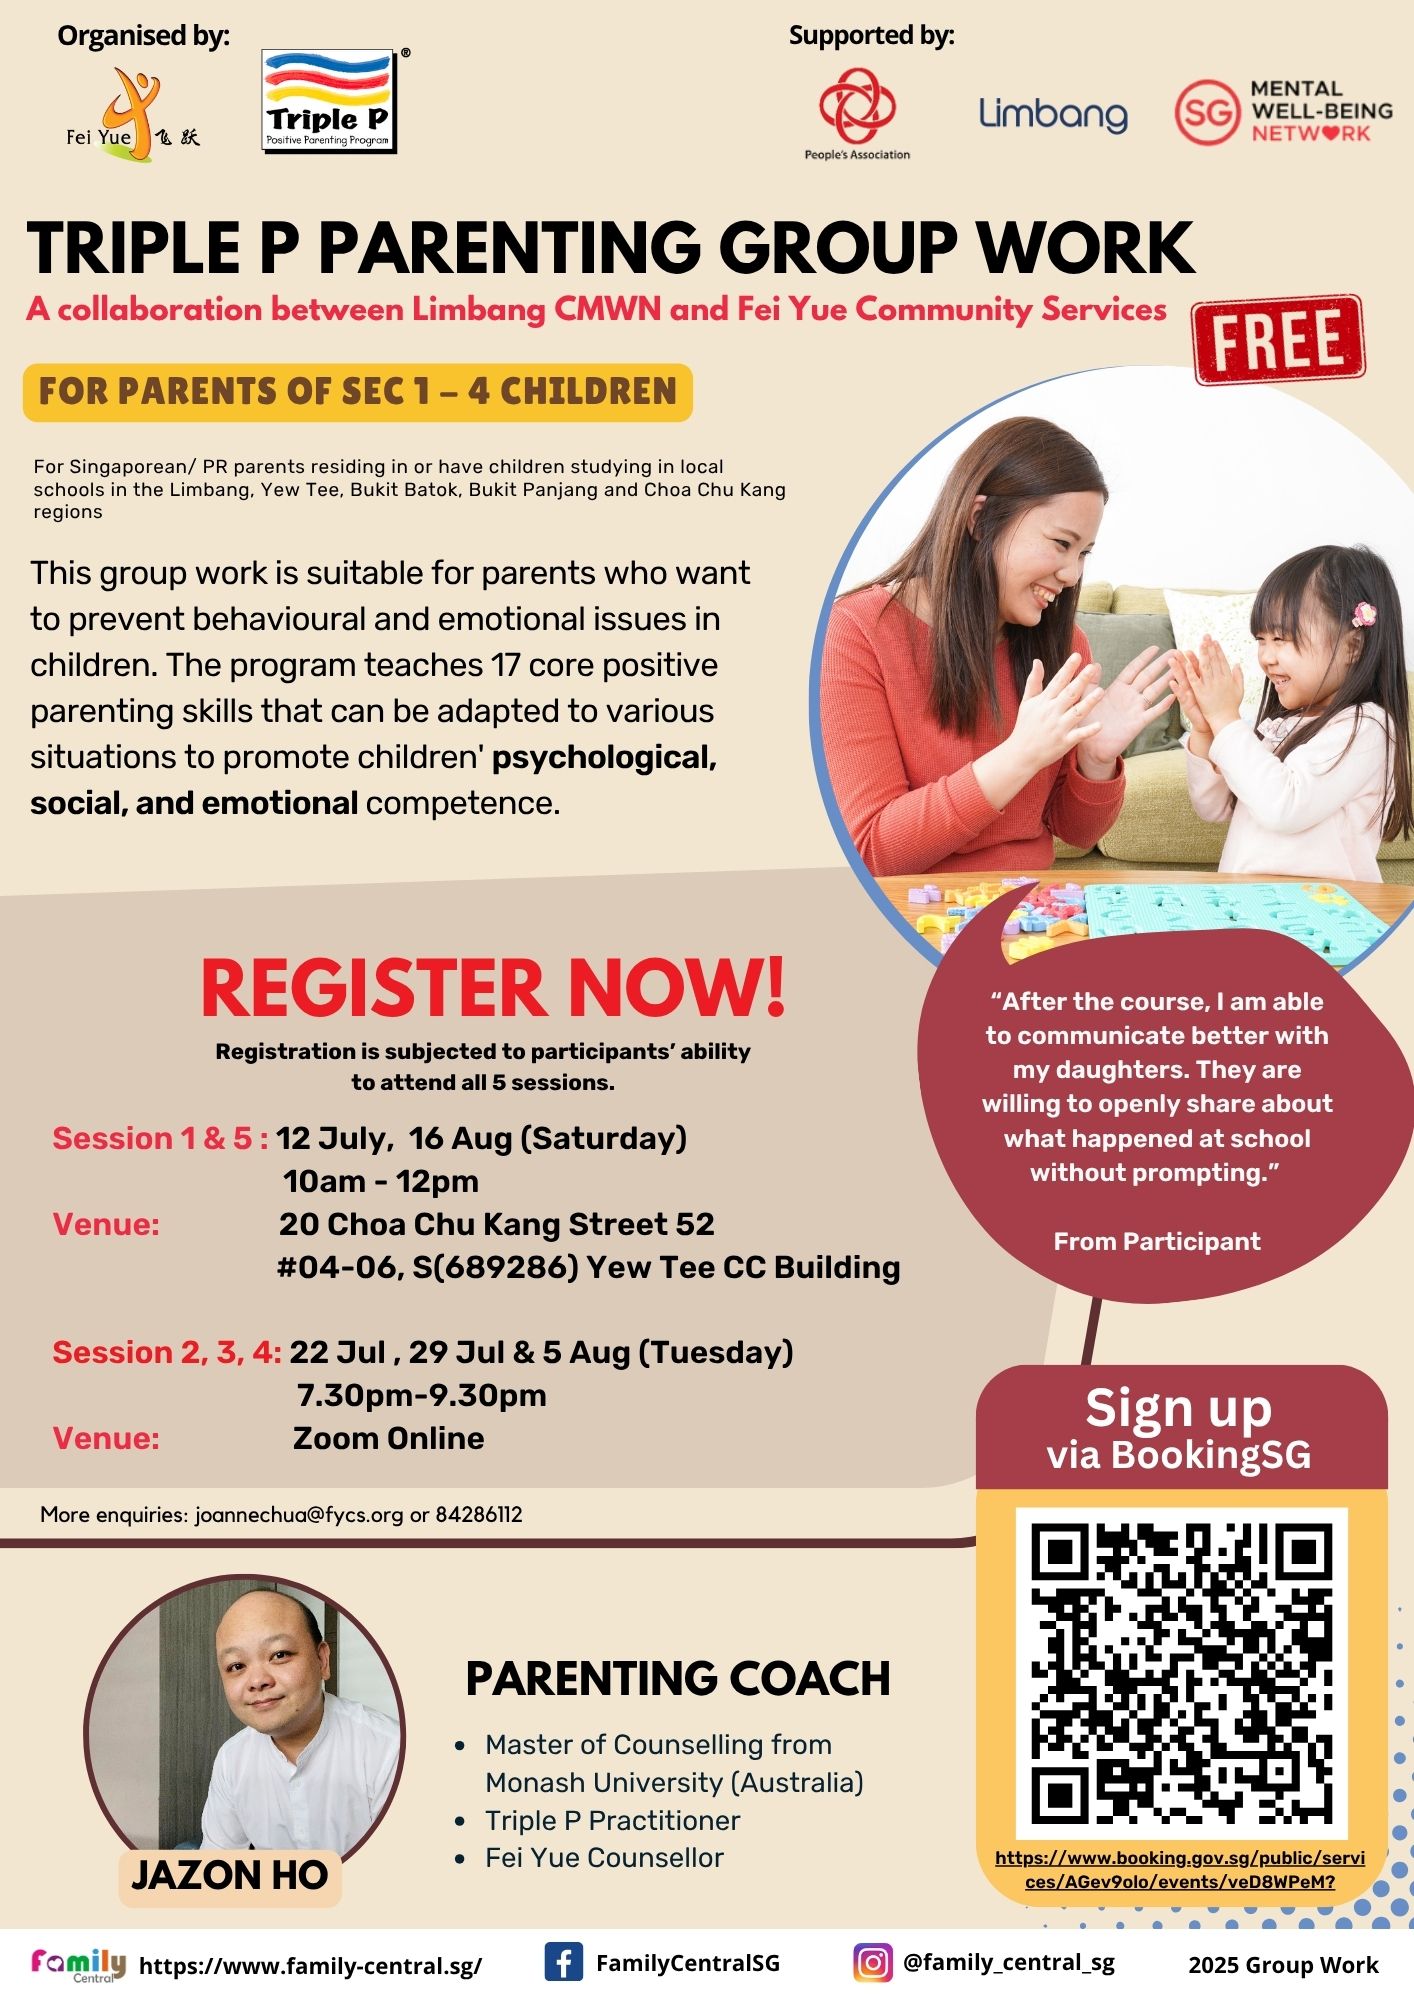 Organised by:
Supported by:
Fei Yue 飞跃
Triple P ®
Positive Parenting Program
People's Association
Limbang
SG MENTAL
WELL-BEING
NETW RK
TRIPLE P PARENTING GROUP WORK
A collaboration between Limbang CMWN and Fei Yue Community Services
FREE
FOR PARENTS OF SEC 1 – 4 CHILDREN
For Singaporean/ PR parents residing in or have children studying in local
schools in the Limbang, Yew Tee, Bukit Batok, Bukit Panjang and Choa Chu Kang
regions
This group work is suitable for parents who want
to prevent behavioural and emotional issues in
children. The program teaches 17 core positive
parenting skills that can be adapted to various
situations to promote children' psychological,
social, and emotional competence.
REGISTER NOW!
Registration is subjected to participants' ability
to attend all 5 sessions.
Session 1 & 5 : 12 July, 16 Aug (Saturday)
10am - 12pm
Venue: 20 Choa Chu Kang Street 52
#04-06, S(689286) Yew Tee CC Building
Session 2, 3, 4: 22 Jul , 29 Jul & 5 Aug (Tuesday)
7.30pm-9.30pm
Venue: Zoom Online
More enquiries: joannechua@fycs.org or 84286112
“After the course, I am able
to communicate better with
my daughters. They are
willing to openly share about
what happened at school
without prompting.”
From Participant
Sign up
via BookingSG
https://www.booking.gov.sg/public/servi
ces/AGev9olo/events/veD8WPeM?
PARENTING COACH
• Master of Counselling from
Monash University (Australia)
• Triple P Practitioner
• Fei Yue Counsellor
JAZON HO
Family
Central
https://www.family-central.sg/
FamilyCentralSG
@family_central_sg
2025 Group Work